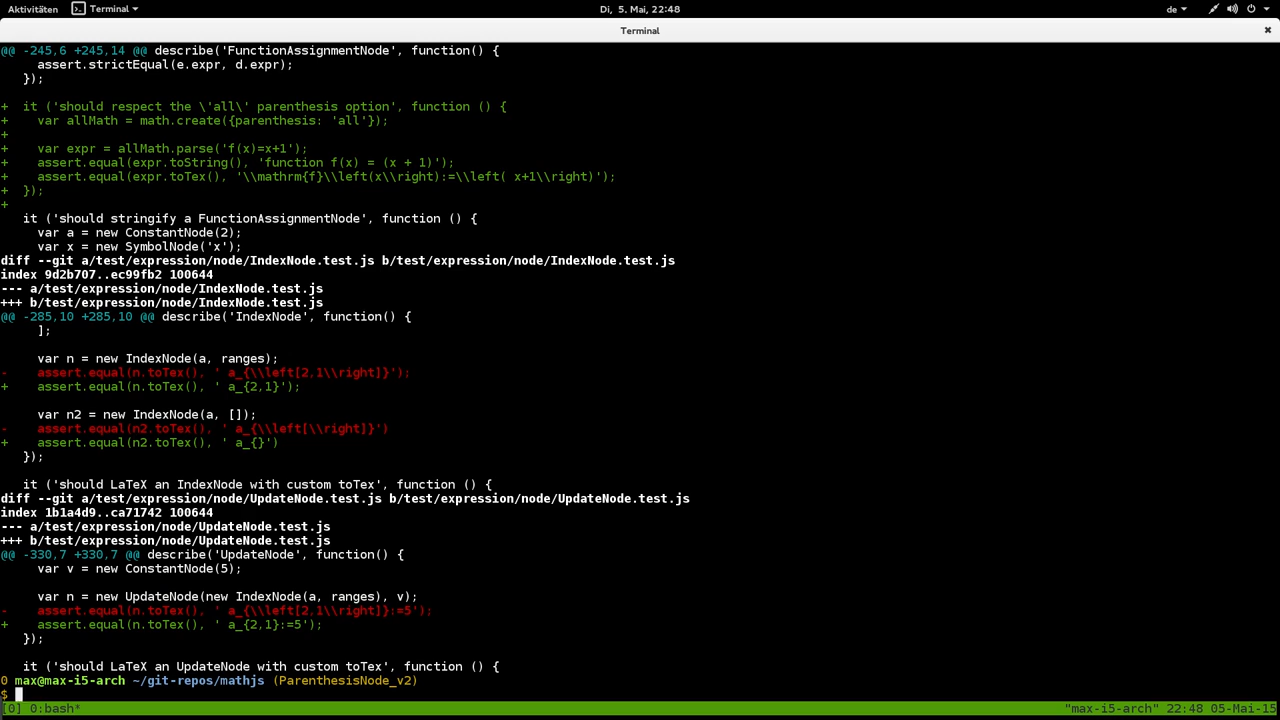 Aktivitäten Terminal Di, 5. Mai, 22:48 de
Terminal ×
@@ -245,6 +245,14 @@ describe('FunctionAssignmentNode', function() {
     assert.strictEqual(e.expr, d.expr);
   });

+  it ('should respect the \'all\' parenthesis option', function () {
+    var allMath = math.create({parenthesis: 'all'});
+
+    var expr = allMath.parse('f(x)=x+1');
+    assert.equal(expr.toString(), 'function f(x) = (x + 1)');
+    assert.equal(expr.toTex(), '\\mathrm{f}\\left(x\\right):=\\left( x+1\\right)');
+  });
+
   it ('should stringify a FunctionAssignmentNode', function () {
     var a = new ConstantNode(2);
     var x = new SymbolNode('x');
diff --git a/test/expression/node/IndexNode.test.js b/test/expression/node/IndexNode.test.js
index 9d2b707..ec99fb2 100644
--- a/test/expression/node/IndexNode.test.js
+++ b/test/expression/node/IndexNode.test.js
@@ -285,10 +285,10 @@ describe('IndexNode', function() {
     ];

     var n = new IndexNode(a, ranges);
-    assert.equal(n.toTex(), ' a_{\\left[2,1\\right]}');
+    assert.equal(n.toTex(), ' a_{2,1}');

     var n2 = new IndexNode(a, []);
-    assert.equal(n2.toTex(), ' a_{\\left[\\right]}')
+    assert.equal(n2.toTex(), ' a_{}')
   });

   it ('should LaTeX an IndexNode with custom toTex', function () {
diff --git a/test/expression/node/UpdateNode.test.js b/test/expression/node/UpdateNode.test.js
index 1b1a4d9..ca71742 100644
--- a/test/expression/node/UpdateNode.test.js
+++ b/test/expression/node/UpdateNode.test.js
@@ -330,7 +330,7 @@ describe('UpdateNode', function() {
     var v = new ConstantNode(5);

     var n = new UpdateNode(new IndexNode(a, ranges), v);
-    assert.equal(n.toTex(), ' a_{\\left[2,1\\right]}:=5');
+    assert.equal(n.toTex(), ' a_{2,1}:=5');
   });

   it ('should LaTeX an UpdateNode with custom toTex', function () {
0 max@max-i5-arch ~/git-repos/mathjs (ParenthesisNode_v2)
$
[0] 0:bash* "max-i5-arch" 22:48 05-Mai-15